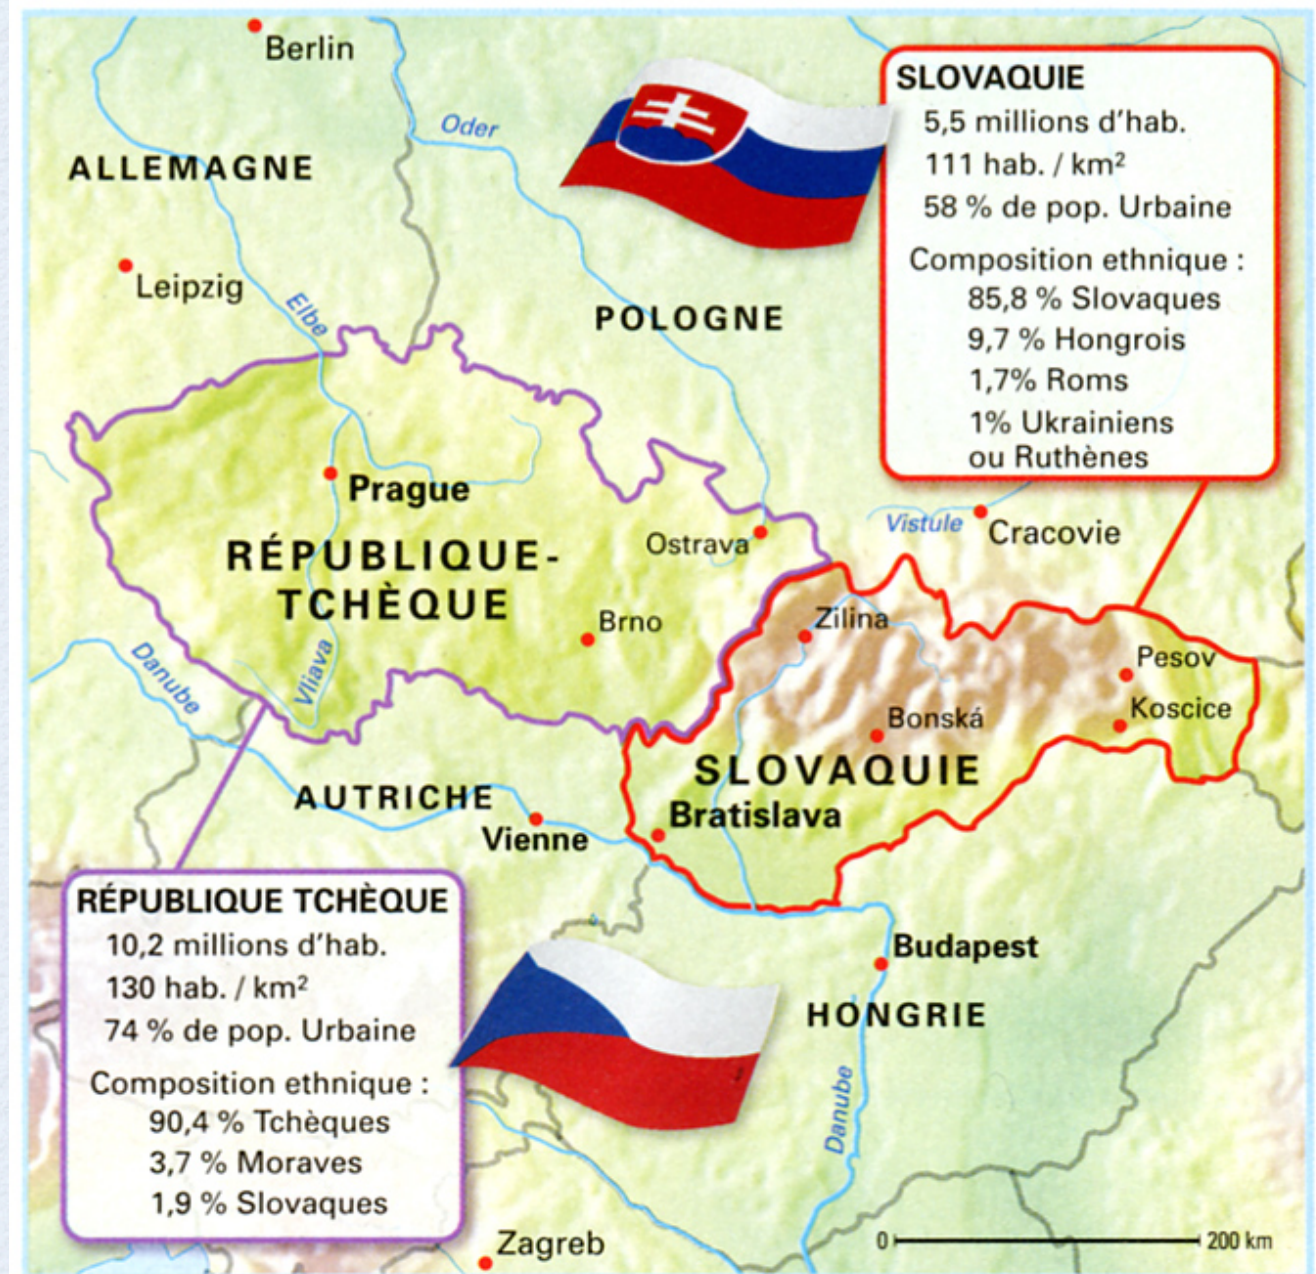 Berlin
Oder
ALLEMAGNE
Leipzig
Elbe
POLOGNE
SLOVAQUIE
5,5 millions d'hab.
111 hab. / km²
58 % de pop. Urbaine
Composition ethnique :
85,8 % Slovaques
9,7 % Hongrois
1,7% Roms
1% Ukrainiens
ou Ruthènes
Prague
Vistule
Cracovie
Ostrava
RÉPUBLIQUE-
TCHÈQUE
Brno
Zilina
Pesov
Koscice
Bonská
Danube
Vliava
SLOVAQUIE
AUTRICHE
Vienne
Bratislava
RÉPUBLIQUE TCHÈQUE
10,2 millions d'hab.
130 hab. / km²
74 % de pop. Urbaine
Composition ethnique :
90,4 % Tchèques
3,7 % Moraves
1,9 % Slovaques
Budapest
HONGRIE
Danube
Zagreb
0 200 km